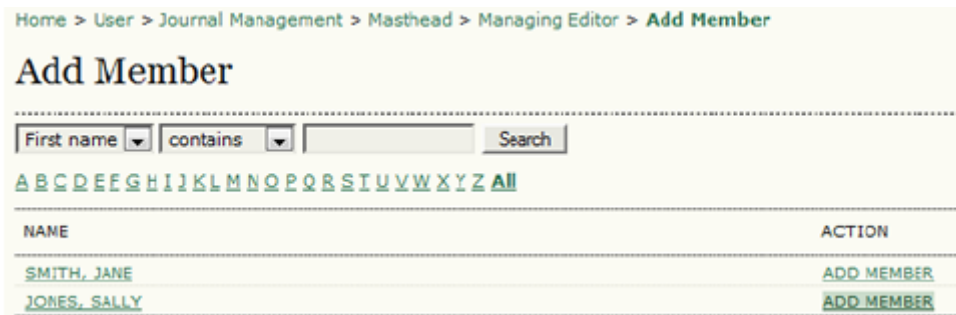 Home > User > Journal Management > Masthead > Managing Editor > Add Member
Add Member
First name contains Search
A B C D E F G H I J K L M N O P Q R S T U V W X Y Z All
NAME ACTION
SMITH, JANE ADD MEMBER
JONES, SALLY ADD MEMBER